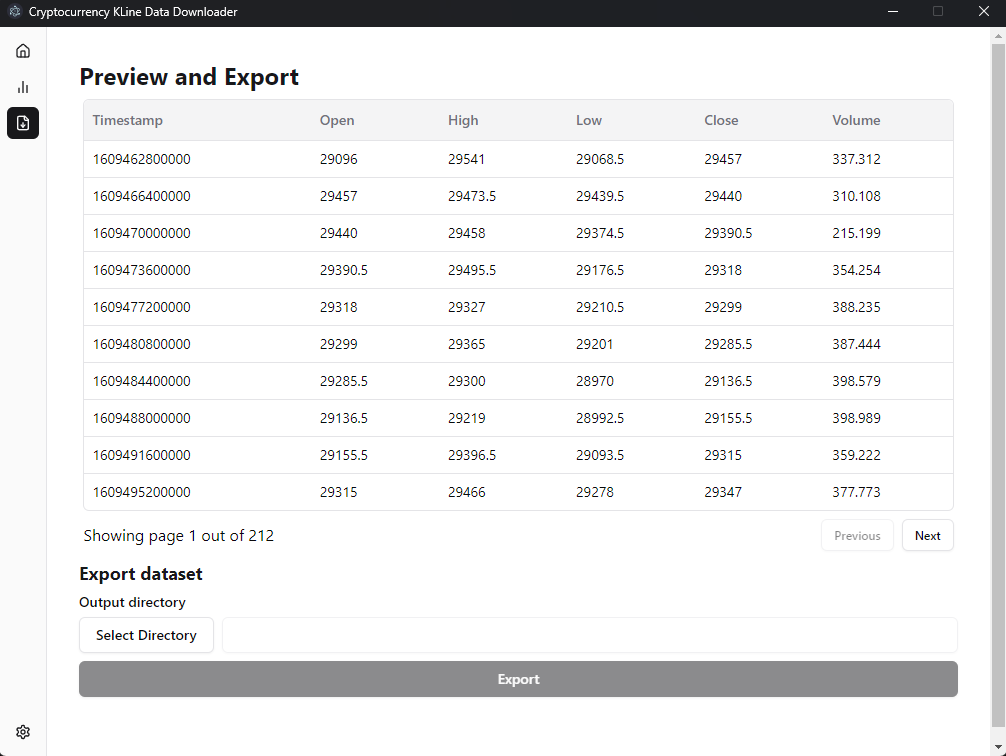 Cryptocurrency KLine Data Downloader
Preview and Export
Timestamp Open High Low Close Volume
1609462800000 29096 29541 29068.5 29457 337.312
1609466400000 29457 29473.5 29439.5 29440 310.108
1609470000000 29440 29458 29374.5 29390.5 215.199
1609473600000 29390.5 29495.5 29176.5 29318 354.254
1609477200000 29318 29327 29210.5 29299 388.235
1609480800000 29299 29365 29201 29285.5 387.444
1609484400000 29285.5 29300 28970 29136.5 398.579
1609488000000 29136.5 29219 28992.5 29155.5 398.989
1609491600000 29155.5 29396.5 29093.5 29315 359.222
1609495200000 29315 29466 29278 29347 377.773
Showing page 1 out of 212 Previous Next
Export dataset
Output directory
Select Directory
Export